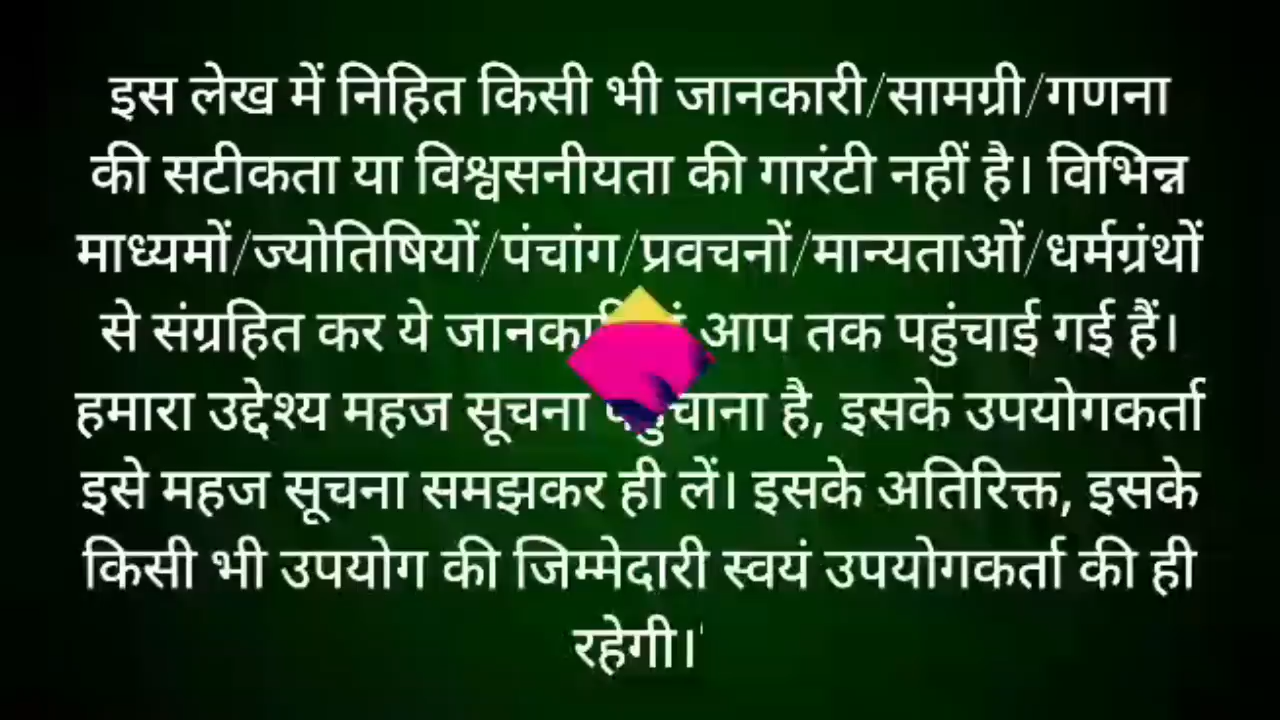 इस लेख में निहित किसी भी जानकारी/सामग्री/गणना
की सटीकता या विश्वसनीयता की गारंटी नहीं है। विभिन्न
माध्यमों/ज्योतिषियों/पंचांग/प्रवचनों/मान्यताओं/धर्मग्रंथों
से संग्रहित कर ये आप तक पहुंचाई गई हैं।
हमारा उद्देश्य महज सूचना है, इसके उपयोगकर्ता
इसे महज सूचना समझकर ही लें। इसके अतिरिक्त, इसके
किसी भी उपयोग की जिम्मेदारी स्वयं उपयोगकर्ता की ही
रहेगी।'